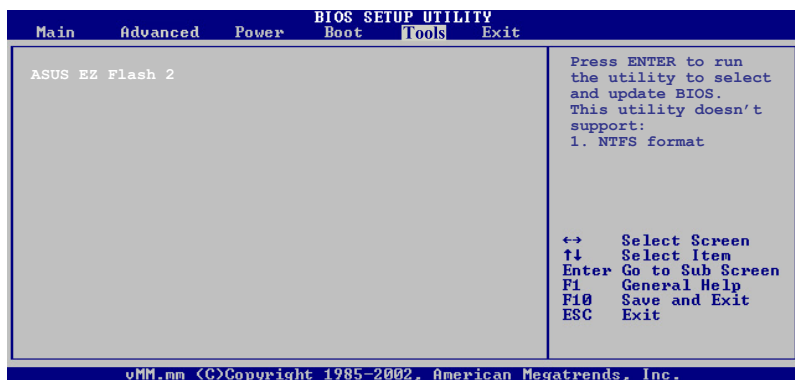 BIOS SETUP UTILITY
Main Advanced Power Boot Tools Exit
ASUS EZ Flash 2
Press ENTER to run
the utility to select
and update BIOS.
This utility doesn't
support:
1. NTFS format
←→ Select Screen
↑↓ Select Item
Enter Go to Sub Screen
F1 General Help
F10 Save and Exit
ESC Exit
vMM.mm (C)Copyright 1985-2002, American Megatrends, Inc.